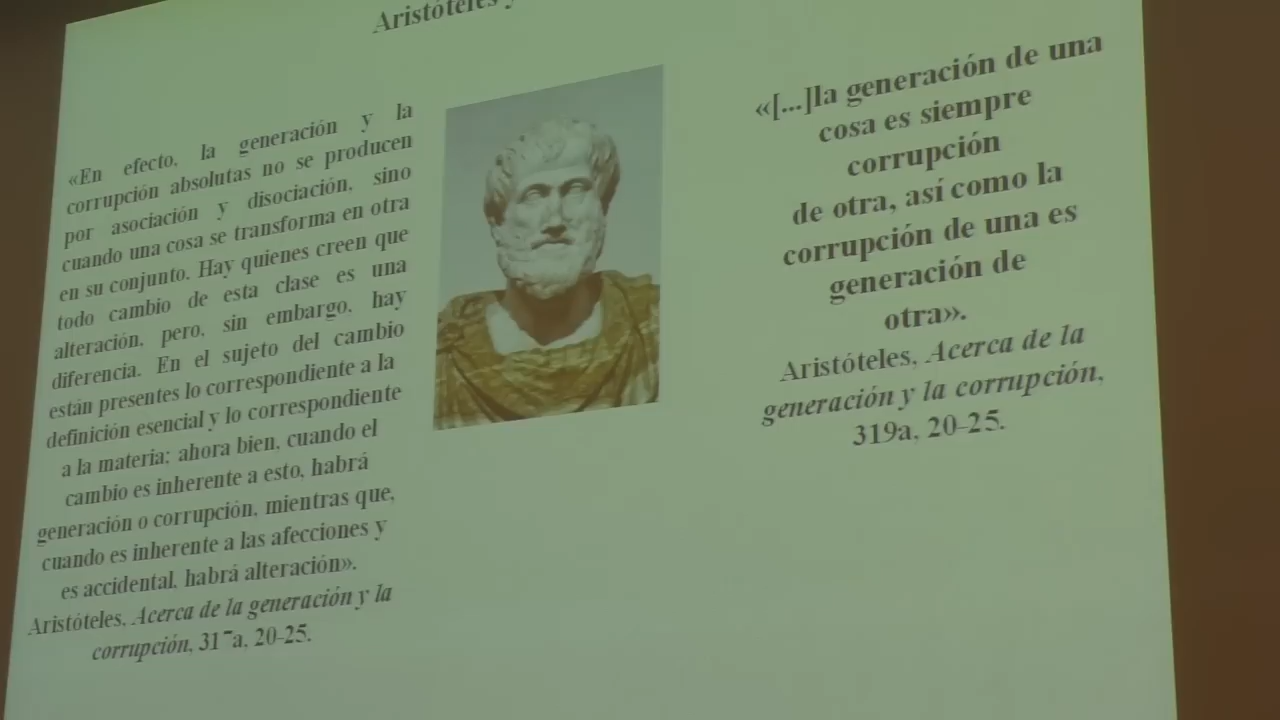 Aristóteles y
«En efecto, la generación y la
corrupción absolutas no se producen
por asociación y disociación, sino
cuando una cosa se transforma en otra
en su conjunto. Hay quienes creen que
todo cambio de esta clase es una
alteración, pero, sin embargo, hay
diferencia. En el sujeto del cambio
están presentes lo correspondiente a la
definición esencial y lo correspondiente
a la materia; ahora bien, cuando el
cambio es inherente a esto, habrá
generación o corrupción, mientras que,
cuando es inherente a las afecciones y
es accidental, habrá alteración».
Aristóteles, Acerca de la generación y la
corrupción, 317a, 20-25.
«[...]la generación de una
cosa es siempre
corrupción
de otra, así como la
corrupción de una es
generación de
otra».
Aristóteles, Acerca de la
generación y la corrupción,
319a, 20-25.